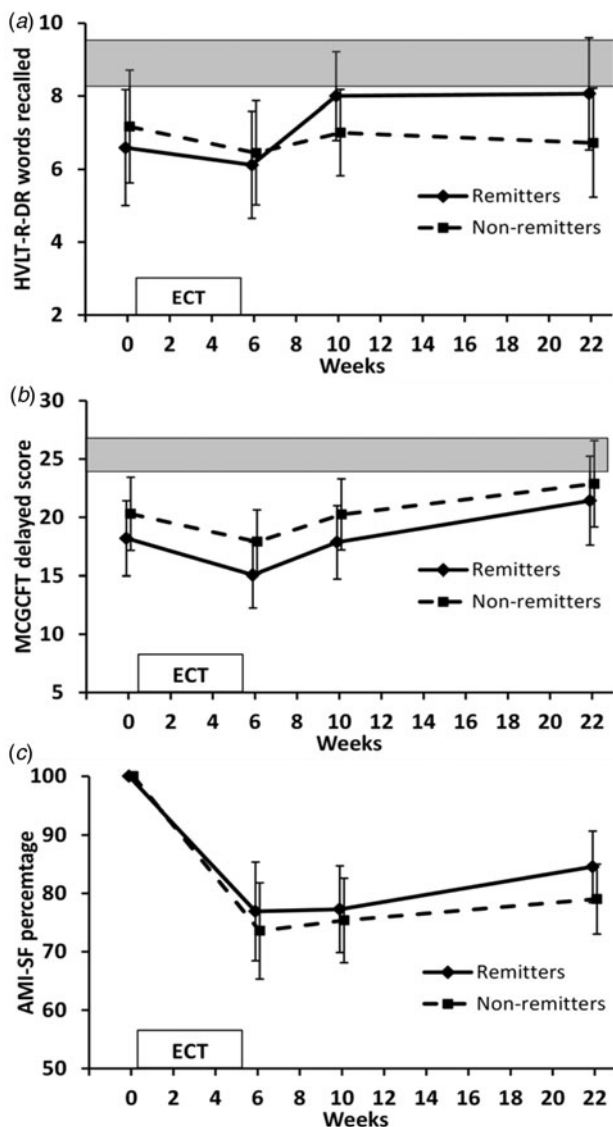 (a)
HVLT-R-DR words recalled
10
8
6
4
2
Remitters
Non-remitters
ECT
0 2 4 6 8 10 12 14 16 18 20 22
Weeks
(b)
MCGCFT delayed score
30
25
20
15
10
5
Remitters
Non-remitters
ECT
0 2 4 6 8 10 12 14 16 18 20 22
Weeks
(c)
AMI-SF percemtage
100
90
80
70
60
50
Remitters
Non-remitters
ECT
0 2 4 6 8 10 12 14 16 18 20 22
Weeks